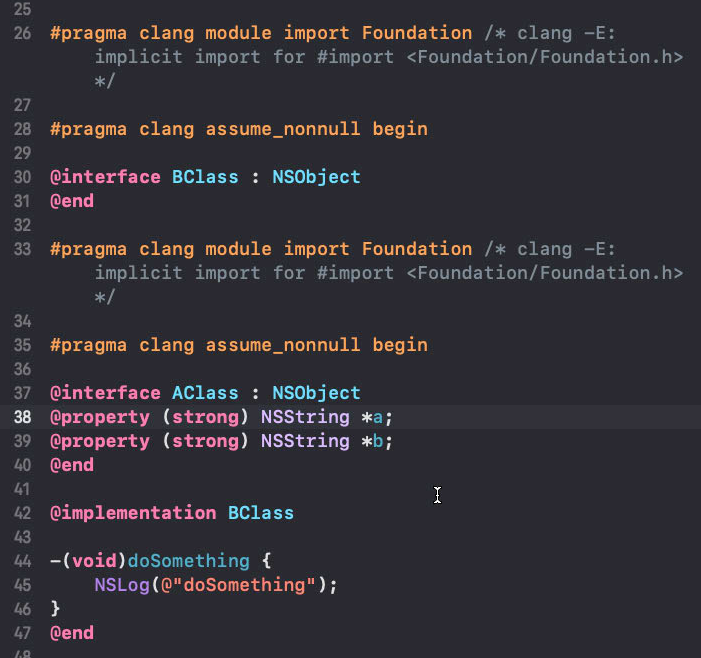 25
26 #pragma clang module import Foundation /* clang -E:
implicit import for #import <Foundation/Foundation.h>
*/
27
28 #pragma clang assume_nonnull begin
29
30 @interface BClass : NSObject
31 @end
32
33 #pragma clang module import Foundation /* clang -E:
implicit import for #import <Foundation/Foundation.h>
*/
34
35 #pragma clang assume_nonnull begin
36
37 @interface AClass : NSObject
38 @property (strong) NSString *a;
39 @property (strong) NSString *b;
40 @end
41
42 @implementation BClass
43
44 -(void)doSomething {
45 NSLog(@"doSomething");
46 }
47 @end
48